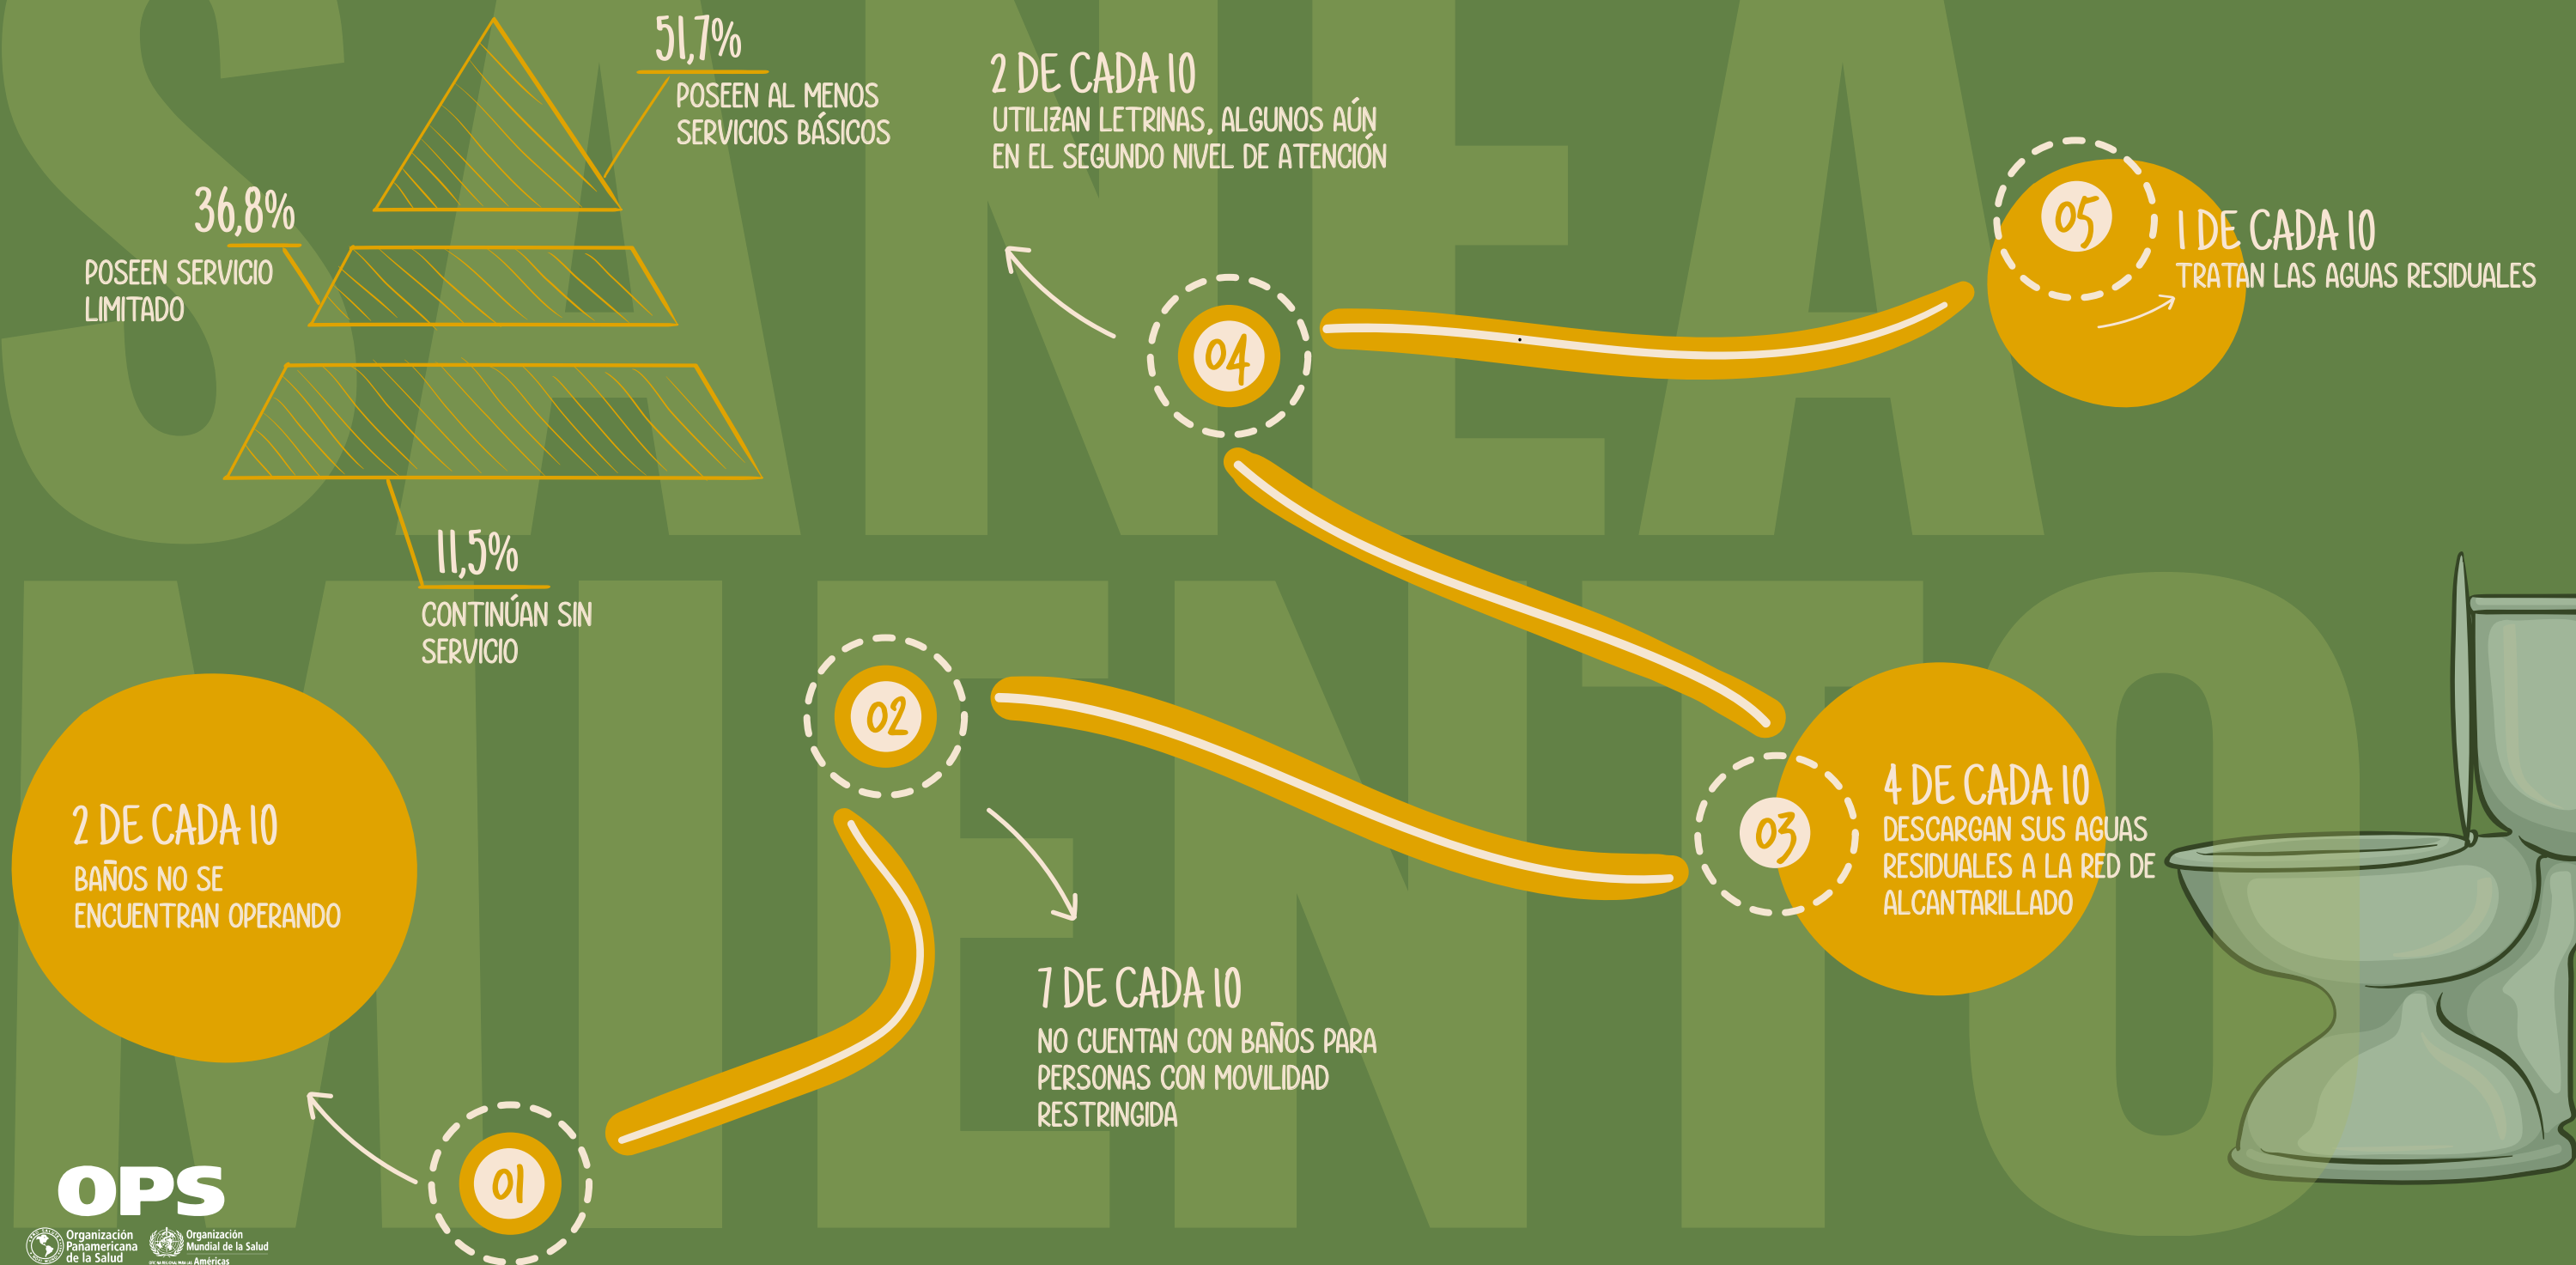 SANEA
MIENTO
51,7%
POSEEN AL MENOS
SERVICIOS BÁSICOS
36,8%
POSEEN SERVICIO
LIMITADO
11,5%
CONTINÚAN SIN
SERVICIO
01
2 DE CADA 10
BAÑOS NO SE
ENCUENTRAN OPERANDO
02
7 DE CADA 10
NO CUENTAN CON BAÑOS PARA
PERSONAS CON MOVILIDAD
RESTRINGIDA
03
4 DE CADA 10
DESCARGAN SUS AGUAS
RESIDUALES A LA RED DE
ALCANTARILLADO
04
2 DE CADA 10
UTILIZAN LETRINAS, ALGUNOS AÚN
EN EL SEGUNDO NIVEL DE ATENCIÓN
05
1 DE CADA 10
TRATAN LAS AGUAS RESIDUALES
OPS
Organización
Panamericana
de la Salud
Organización
Mundial de la Salud
Américas